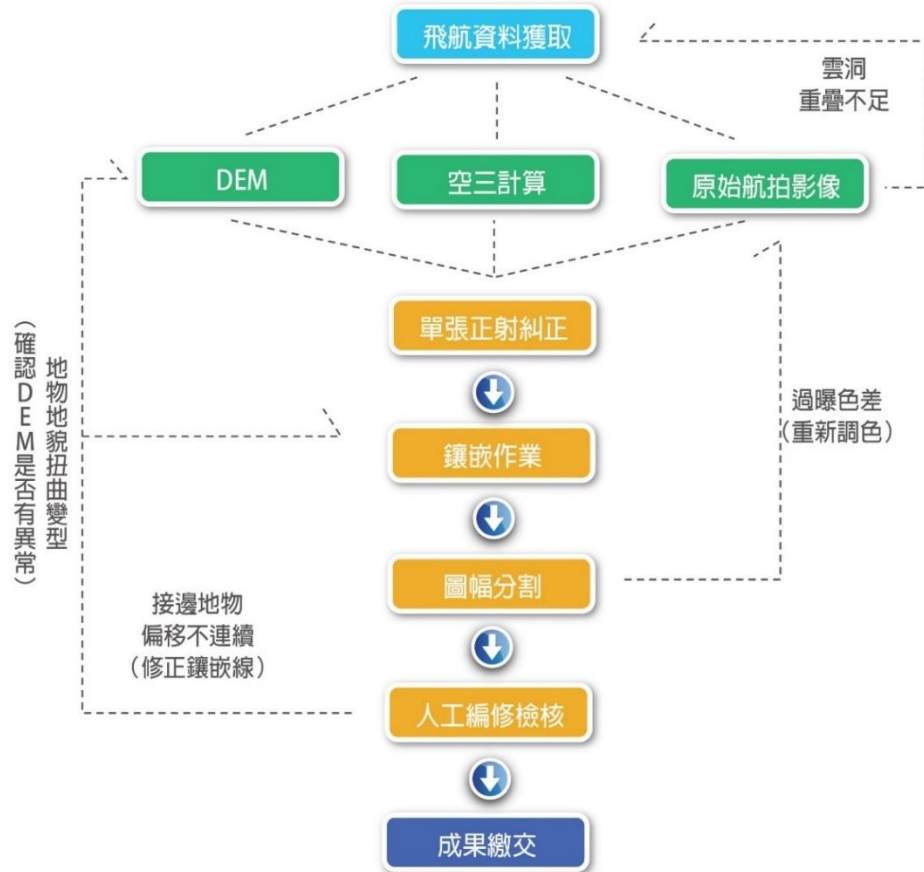 飛航資料獲取
雲洞
重疊不足
DEM
空三計算
原始航拍影像
單張正射糾正
過曝色差
（重新調色）
鑲嵌作業
地物地貌扭曲變型
（確認DEM是否有異常）
圖幅分割
接邊地物
偏移不連續
（修正鑲嵌線）
人工編修檢核
成果繳交